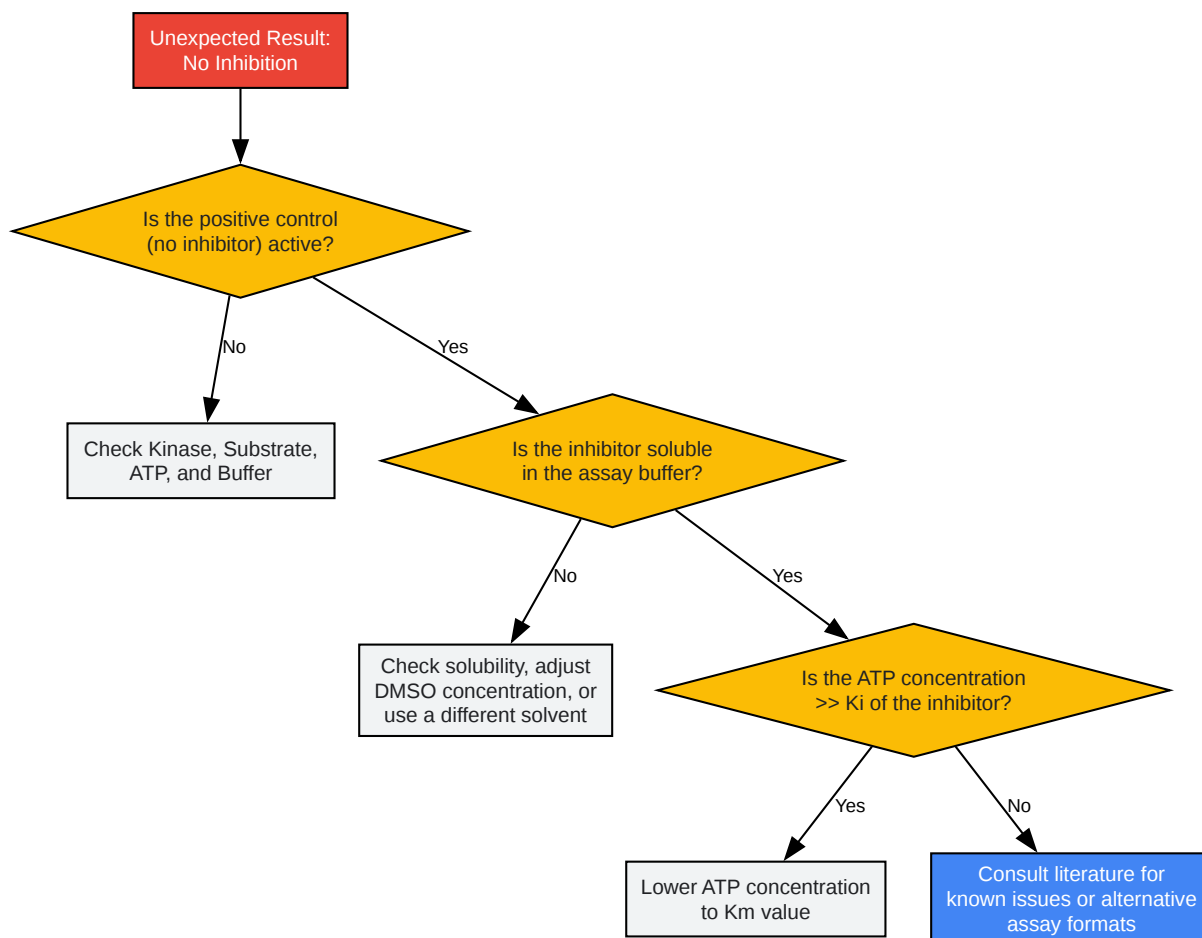 Unexpected Result:
No Inhibition
Is the positive control
(no inhibitor) active?
No
Yes
Check Kinase, Substrate,
ATP, and Buffer
Is the inhibitor soluble
in the assay buffer?
No
Yes
Check solubility, adjust
DMSO concentration, or
use a different solvent
Is the ATP concentration
>> Ki of the inhibitor?
Yes
No
Lower ATP concentration
to Km value
Consult literature for
known issues or alternative
assay formats